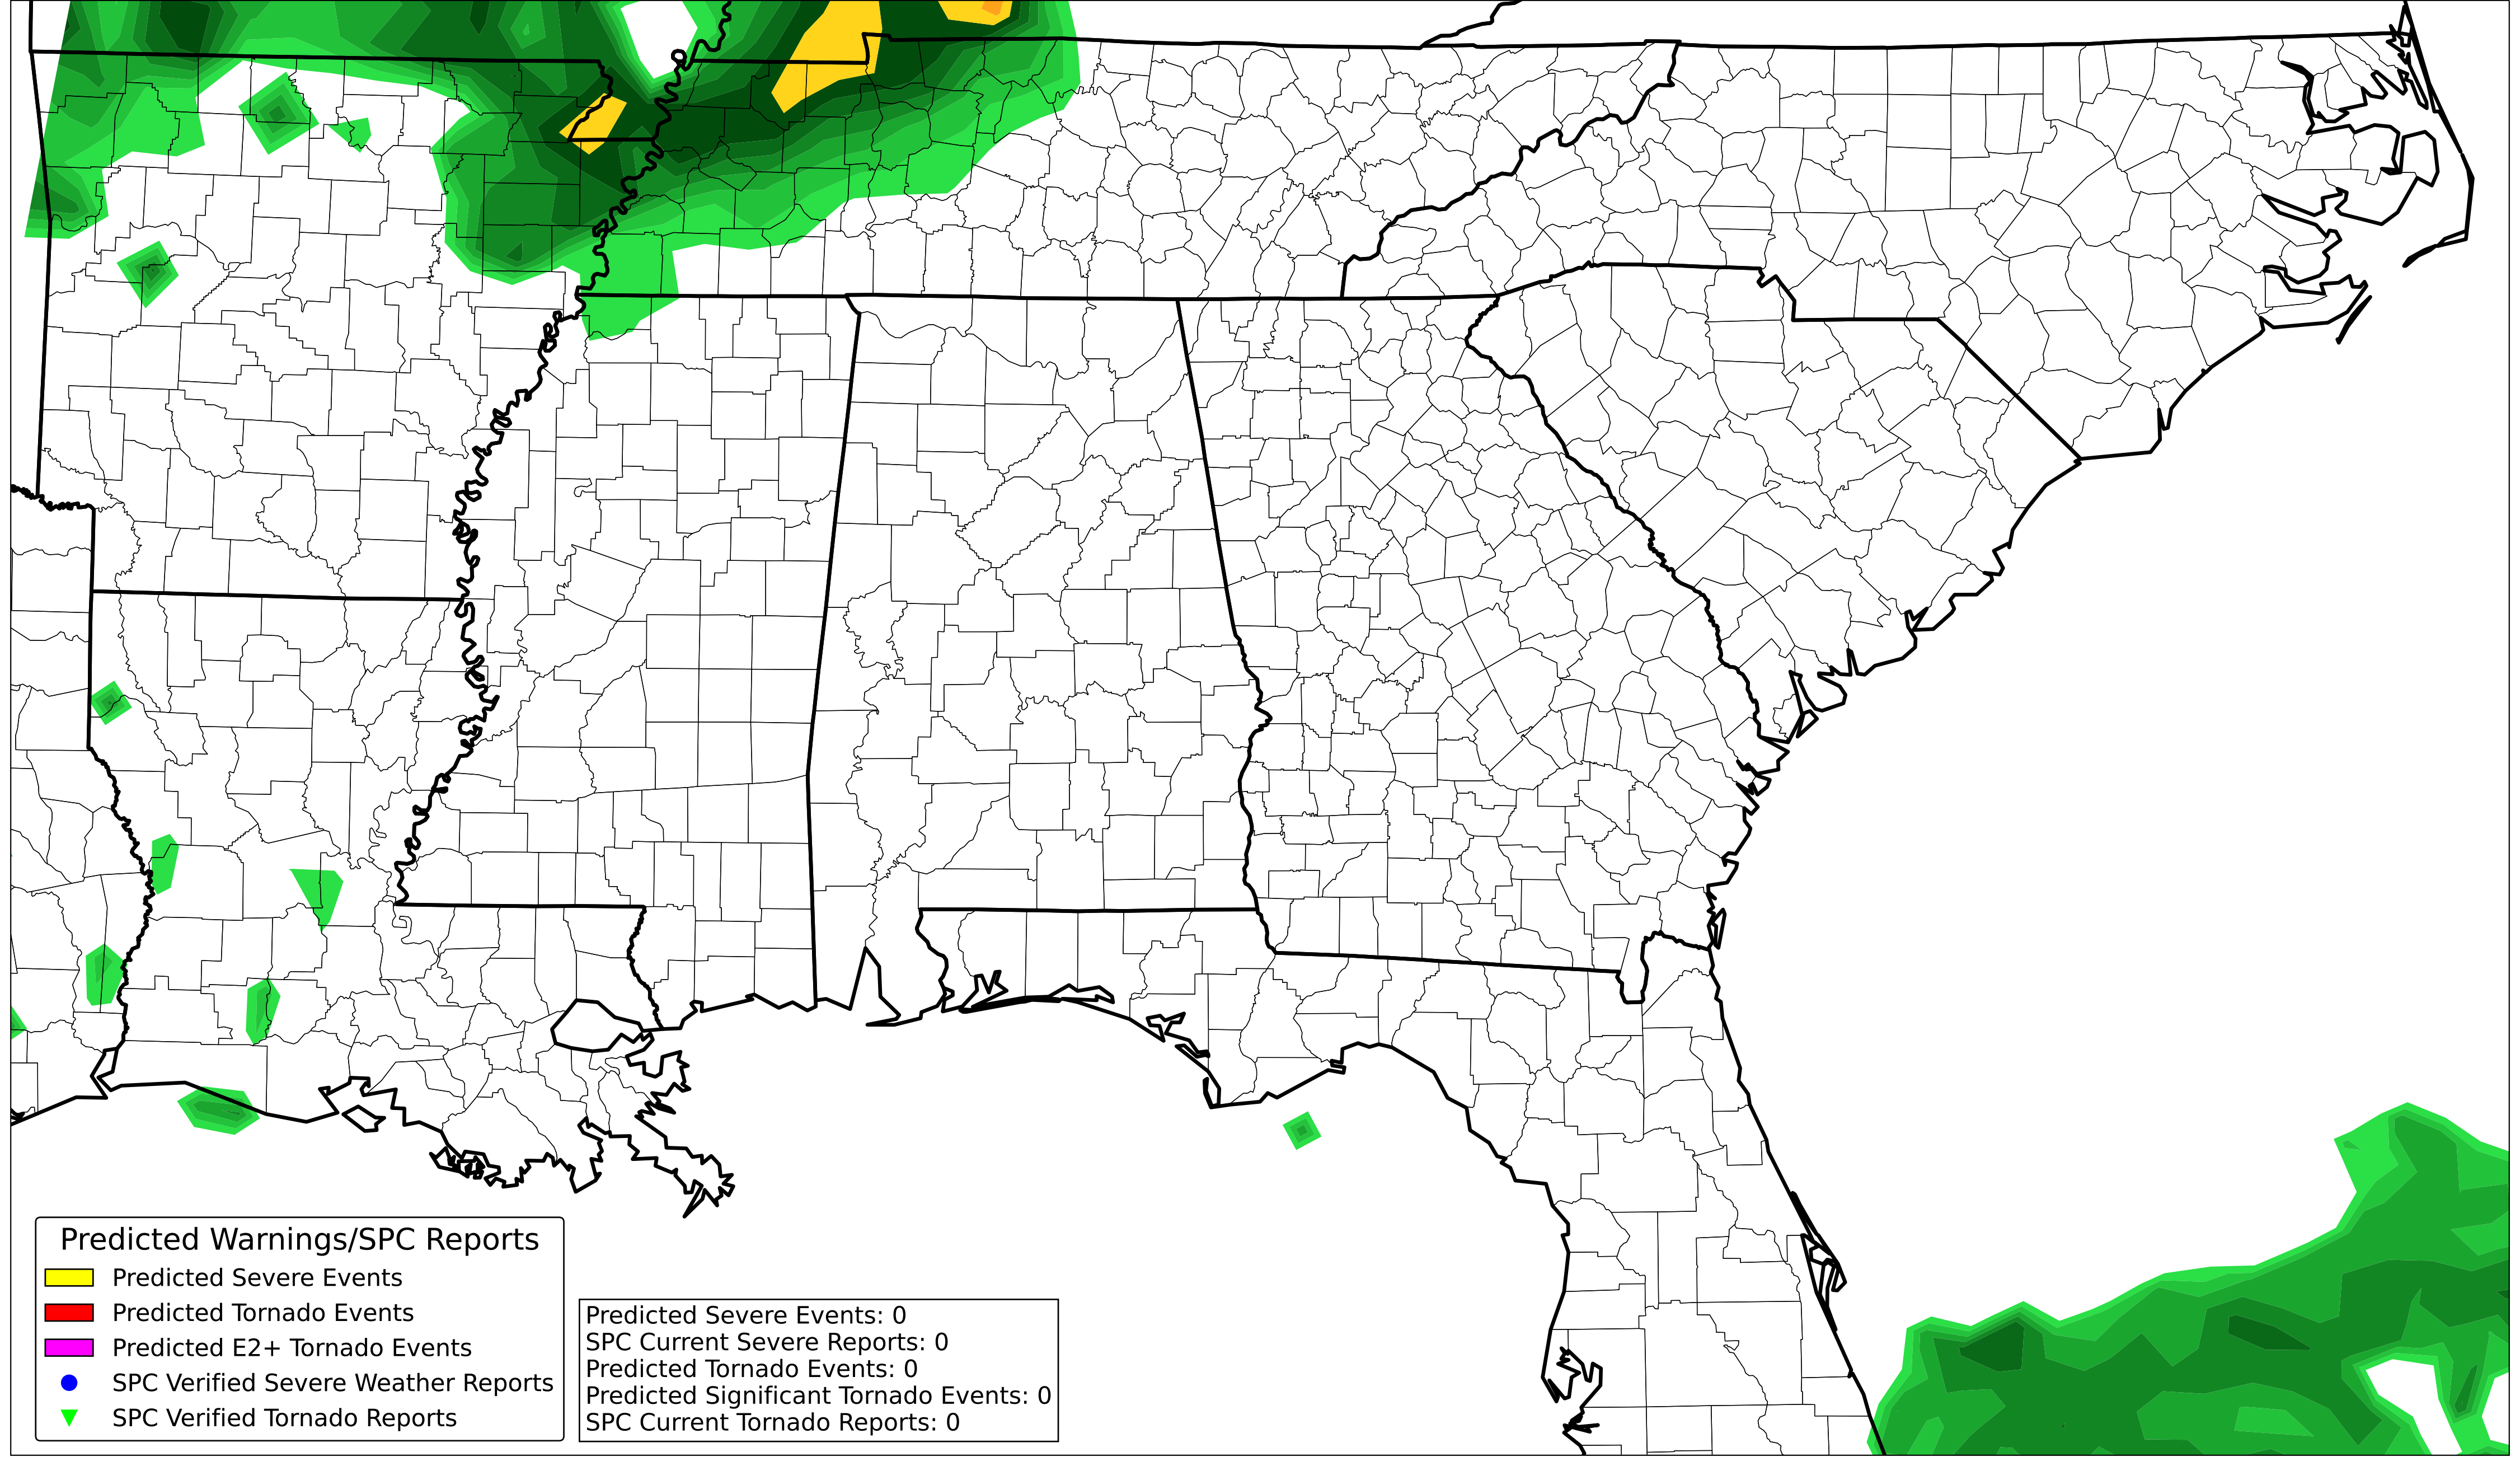 Predicted Warnings/SPC Reports
Predicted Severe Events
Predicted Tornado Events
Predicted E2+ Tornado Events
SPC Verified Severe Weather Reports
SPC Verified Tornado Reports
Predicted Severe Events: 0
SPC Current Severe Reports: 0
Predicted Tornado Events: 0
Predicted Significant Tornado Events: 0
SPC Current Tornado Reports: 0